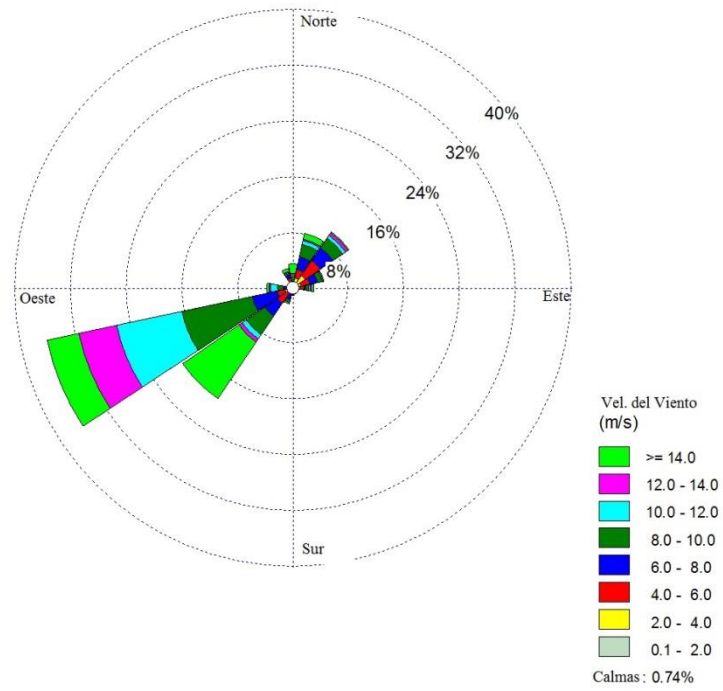 Norte
40%
32%
24%
16%
8%
Oeste
Este
Sur
Vel. del Viento
(m/s)
>= 14.0
12.0 - 14.0
10.0 - 12.0
8.0 - 10.0
6.0 - 8.0
4.0 - 6.0
2.0 - 4.0
0.1 - 2.0
Calmas : 0.74%